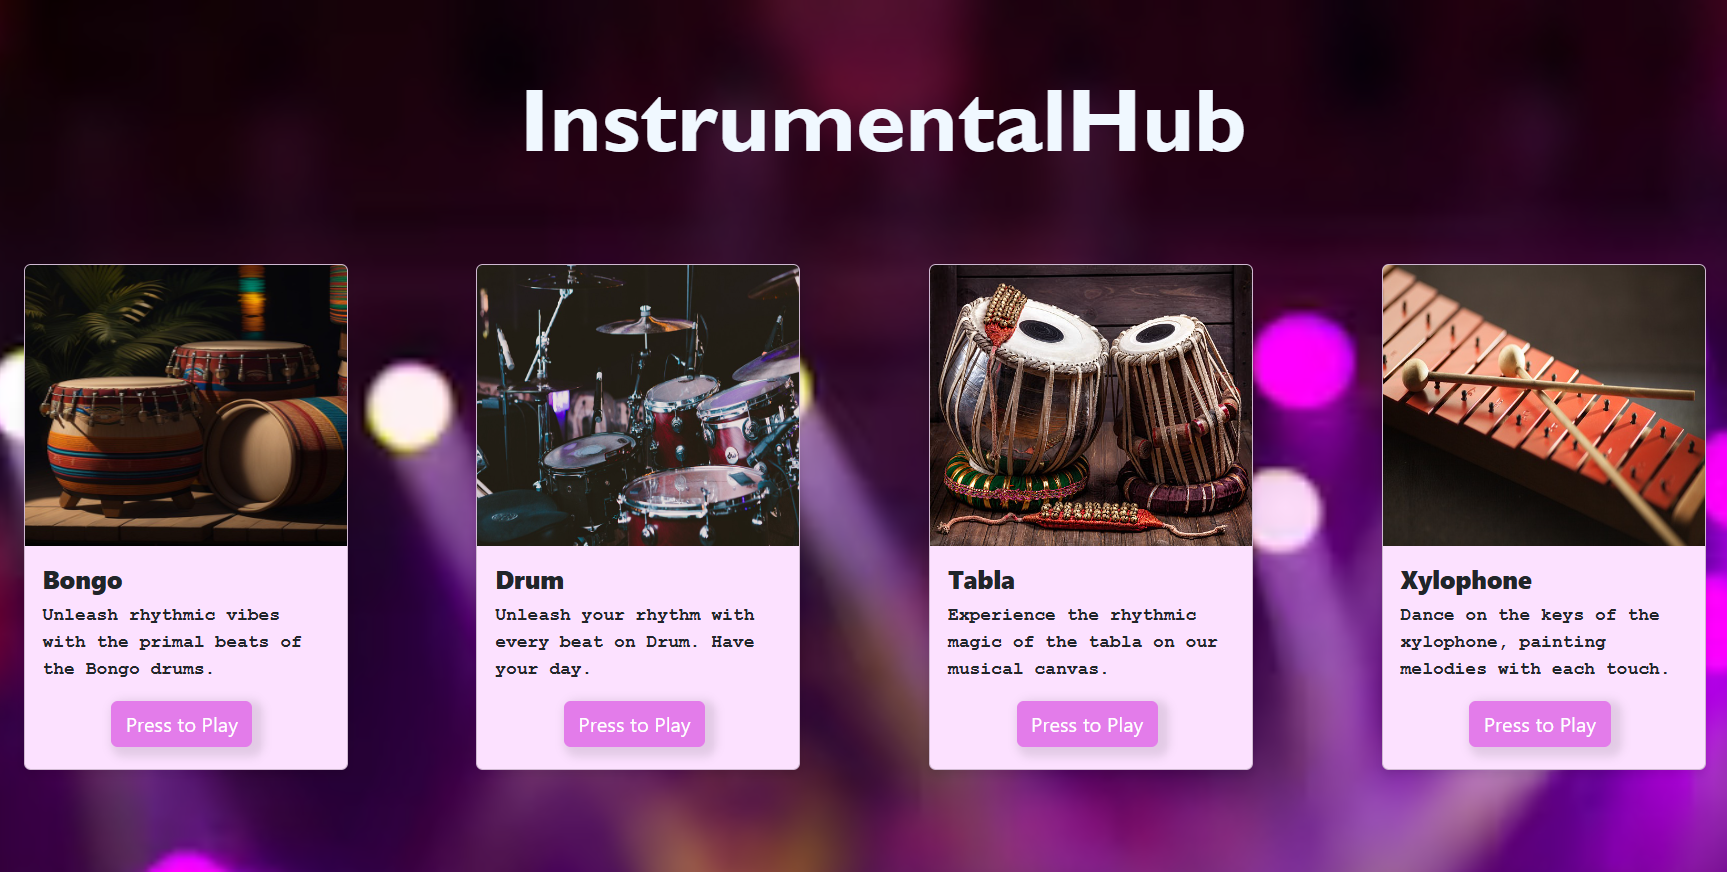 InstrumentalHub
Bongo
Unleash rhythmic vibes
with the primal beats of
the Bongo drums.
Press to Play
Drum
Unleash your rhythm with
every beat on Drum. Have
your day.
Press to Play
Tabla
Experience the rhythmic
magic of the tabla on our
musical canvas.
Press to Play
Xylophone
Dance on the keys of the
xylophone, painting
melodies with each touch.
Press to Play